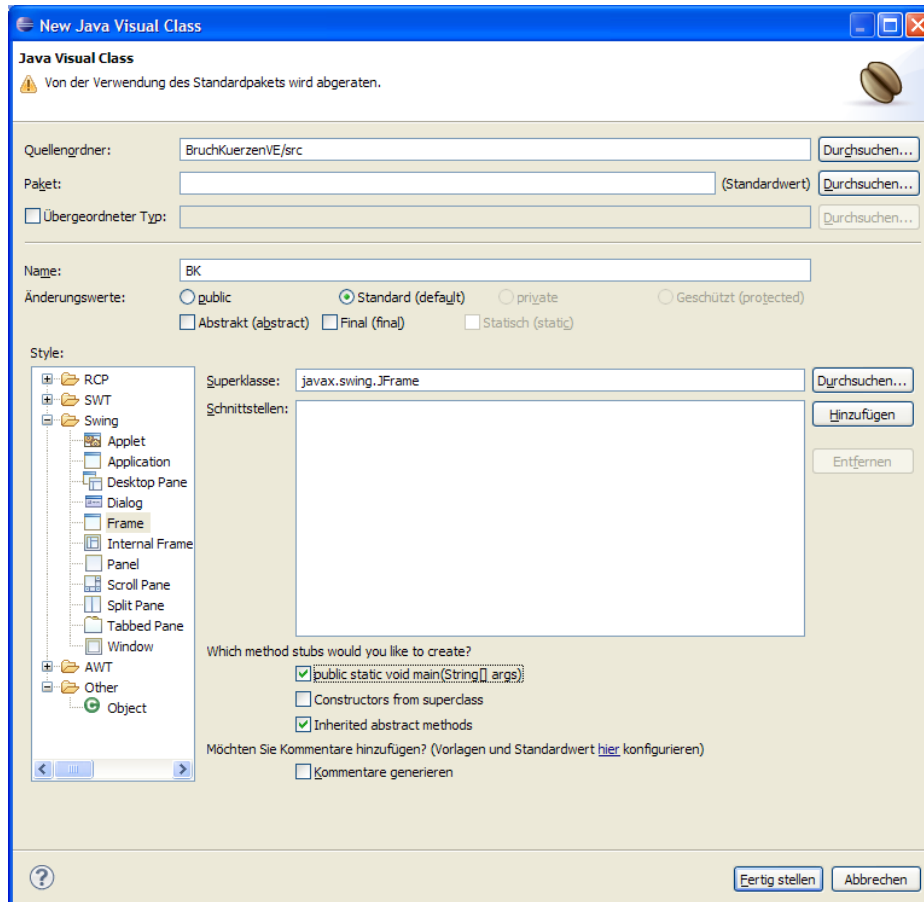 New Java Visual Class
Java Visual Class
Von der Verwendung des Standardpakets wird abgeraten.
Quellenordner: BruchKuerzenVE/src Durchsuchen...
Paket: (Standardwert) Durchsuchen...
Übergeordneter Typ: Durchsuchen...
Name: BK
Änderungswerte: public Standard (default) private Geschützt (protected)
Abstrakt (abstract) Final (final) Statisch (static)
Style:
RCP
SWT
Swing
Applet
Application
Desktop Pane
Dialog
Frame
Internal Frame
Panel
Scroll Pane
Split Pane
Tabbed Pane
Window
AWT
Other
Object
Superklasse: javax.swing.JFrame Durchsuchen...
Schnittstellen: Hinzufügen
Entfernen
Which method stubs would you like to create?
public static void main(String[] args)
Constructors from superclass
Inherited abstract methods
Möchten Sie Kommentare hinzufügen? (Vorlagen und Standardwert hier konfigurieren)
Kommentare generieren
? Fertig stellen Abbrechen